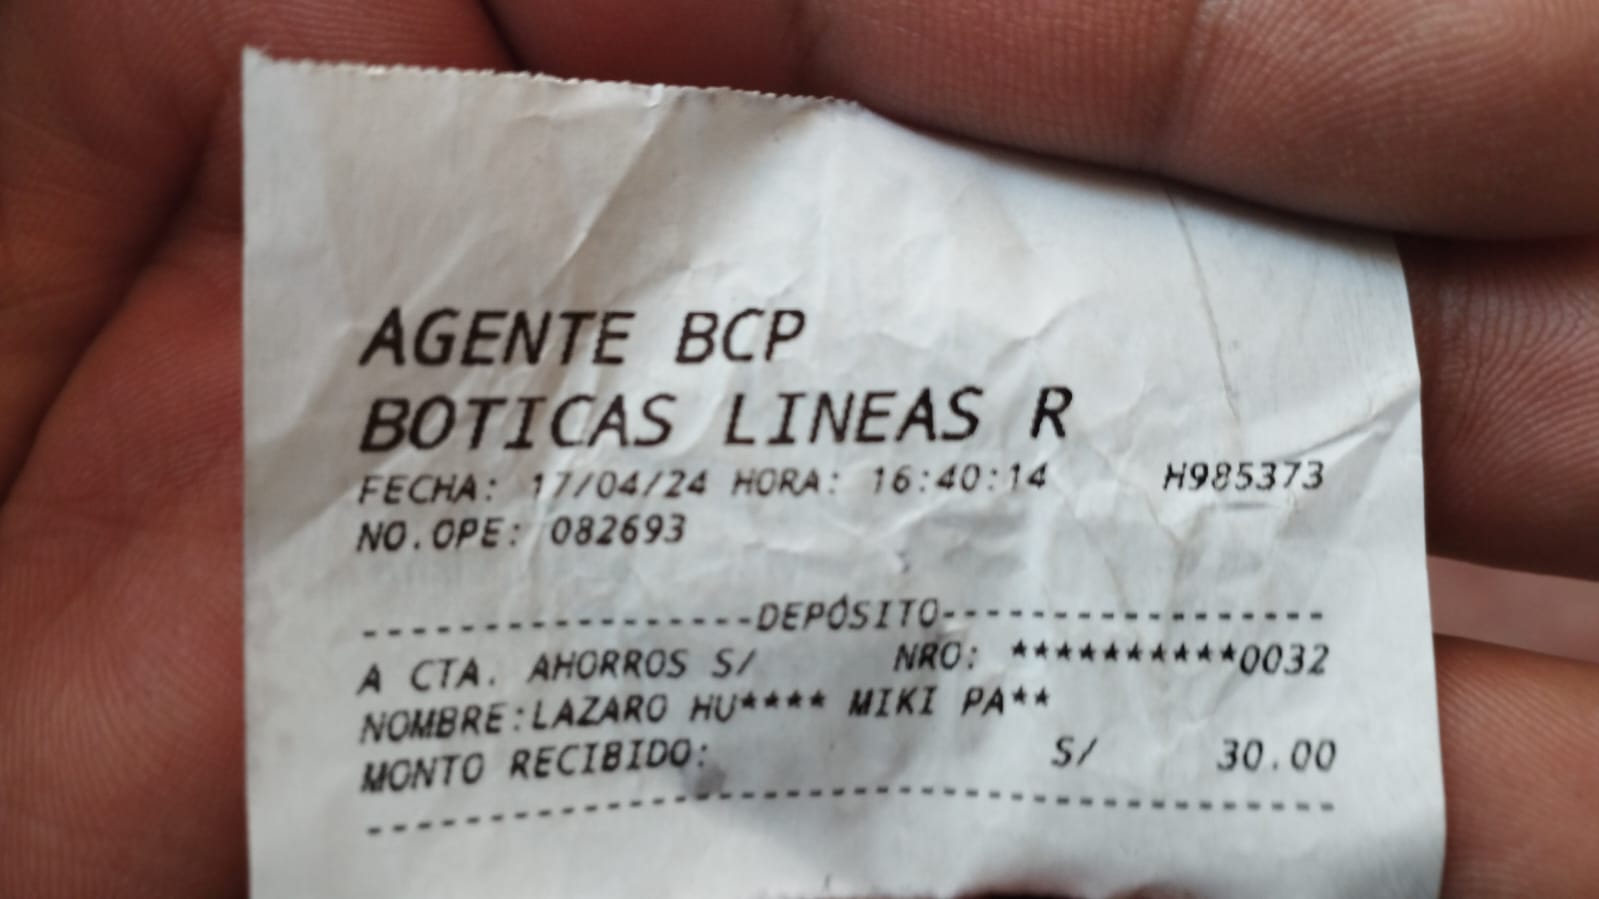 AGENTE BCP
BOTICAS LINEAS R
FECHA: 17/04/24 HORA: 16:40:14 H985373
NO.OPE: 082693
-----------------DEPÓSITO-----------------
A CTA. AHORROS S/ NRO: **********0032
NOMBRE:LAZARO HU**** MIKI PA**
MONTO RECIBIDO: S/ 30.00
------------------------------------------